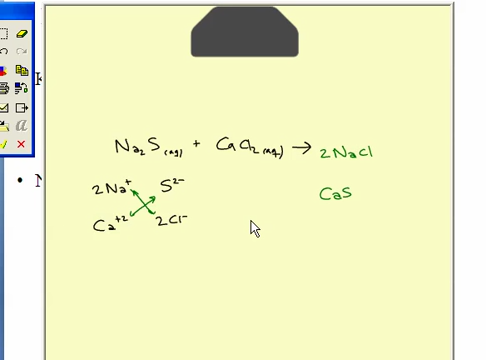 Na₂S (aq) + CaCl₂ (aq) → 2NaCl
2Na⁺ S²⁻ CaS
Ca⁺² 2Cl⁻